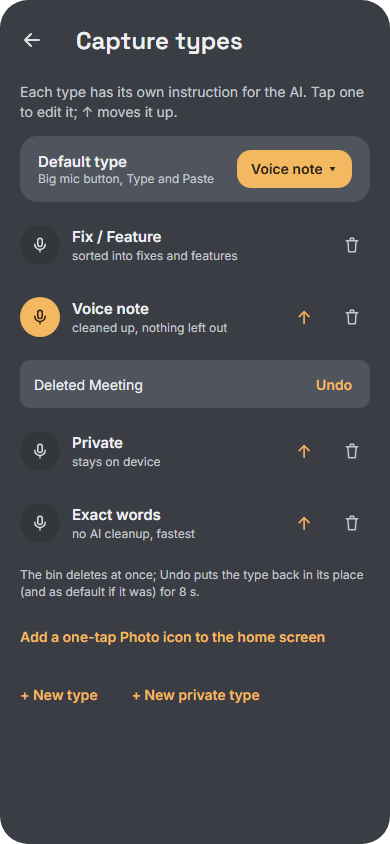 Capture types
Each type has its own instruction for the AI. Tap one
to edit it; ↑ moves it up.
Default type
Big mic button, Type and Paste
Voice note
Fix / Feature
sorted into fixes and features
Voice note
cleaned up, nothing left out
Deleted Meeting
Undo
Private
stays on device
Exact words
no AI cleanup, fastest
The bin deletes at once; Undo puts the type back in its place
(and as default if it was) for 8 s.
Add a one-tap Photo icon to the home screen
+ New type
+ New private type